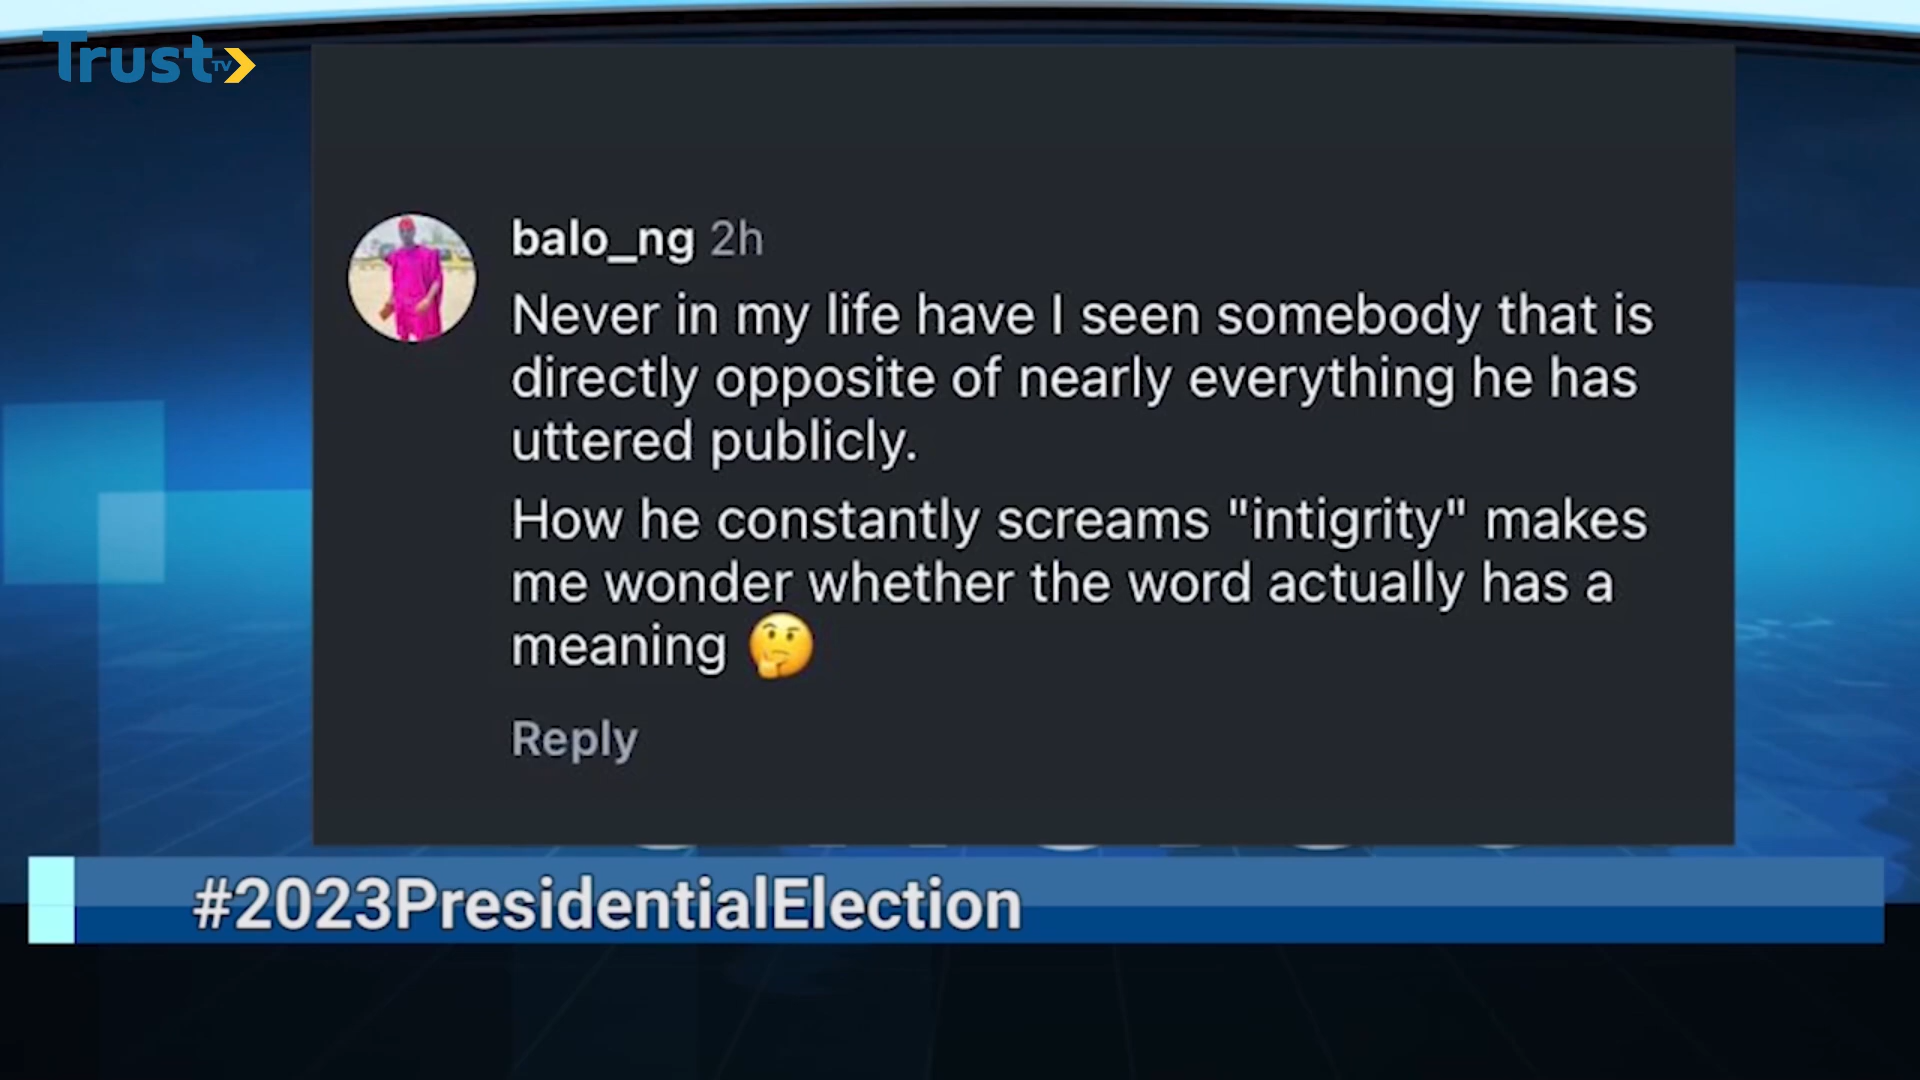 Trust TV
balo_ng 2h
Never in my life have I seen somebody that is
directly opposite of nearly everything he has
uttered publicly.
How he constantly screams "intigrity" makes
me wonder whether the word actually has a
meaning 🤔
Reply
#2023PresidentialElection